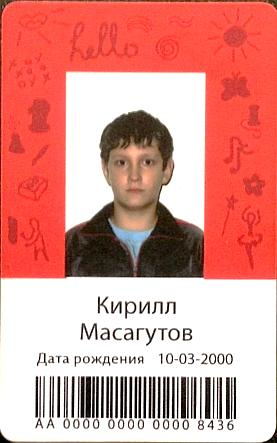 hello
Кирилл
Масагутов
Дата рождения 10-03-2000
AA 0000 0000 0000 8436